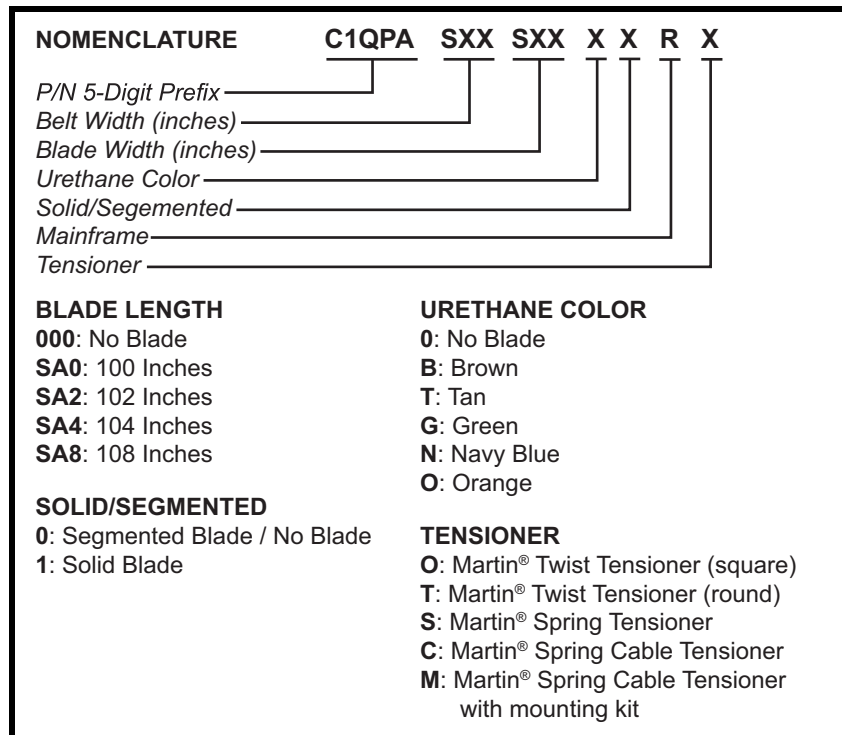 NOMENCLATURE C1QPA SXX SXX X X R X
P/N 5-Digit Prefix
Belt Width (inches)
Blade Width (inches)
Urethane Color
Solid/Segemented
Mainframe
Tensioner
BLADE LENGTH
000: No Blade
SA0: 100 Inches
SA2: 102 Inches
SA4: 104 Inches
SA8: 108 Inches
SOLID/SEGMENTED
0: Segmented Blade / No Blade
1: Solid Blade
URETHANE COLOR
0: No Blade
B: Brown
T: Tan
G: Green
N: Navy Blue
O: Orange
TENSIONER
O: Martin® Twist Tensioner (square)
T: Martin® Twist Tensioner (round)
S: Martin® Spring Tensioner
C: Martin® Spring Cable Tensioner
M: Martin® Spring Cable Tensioner
with mounting kit